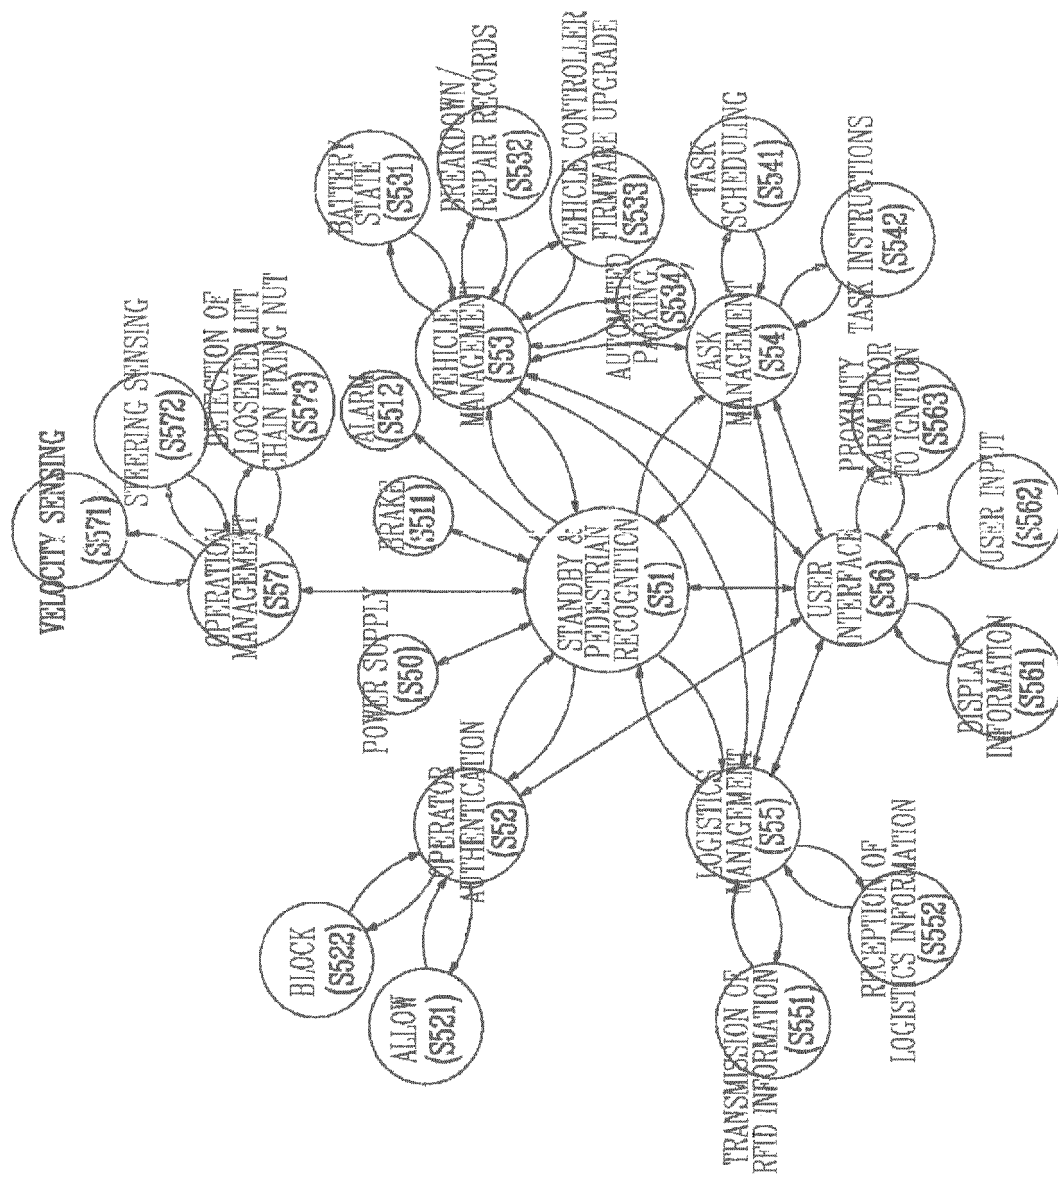 VELOCITY SENSING
(S571)
STEERING SENSING
(S572)
DETECTION OF
LOOSENED LIFT
CHAIN FIXING NUT
(S573)
OPERATION
MANAGEMENT
(S57)
BLOCK
(S522)
ALLOW
(S521)
OPERATOR
AUTHENTICATION
(S52)
POWER SUPPLY
(S50)
BRAKE
(S511)
ALARM
(S512)
BATTERY
STATE
(S531)
BREAKDOWN/
REPAIR RECORDS
(S532)
VEHICLE CONTROLLER
FIRMWARE UPGRADE
(S533)
VEHICLE
MANAGEMENT
(S53)
AUTOMATED
PARKING
(S534)
STANDBY &
PEDESTRIAN
RECOGNITION
(S51)
TASK
SCHEDULING
(S541)
TASK
MANAGEMENT
(S54)
TASK INSTRUCTIONS
(S542)
LOGISTICS
MANAGEMENT
(S55)
TRANSMISSION OF
RFID INFORMATION
(S551)
RECEPTION OF
LOGISTICS INFORMATION
(S552)
USER
INTERFACE
(S56)
PROXIMITY
ALARM PRIOR
TO IGNITION
(S563)
USER INPUT
(S562)
DISPLAY
INFORMATION
(S561)